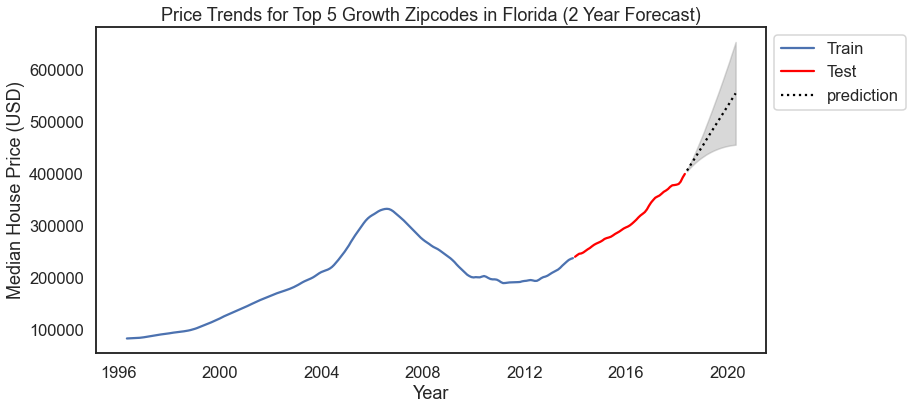 Price Trends for Top 5 Growth Zipcodes in Florida (2 Year Forecast)
Median House Price (USD)
600000
500000
400000
300000
200000
100000
1996 2000 2004 2008 2012 2016 2020
Year
Train
Test
prediction